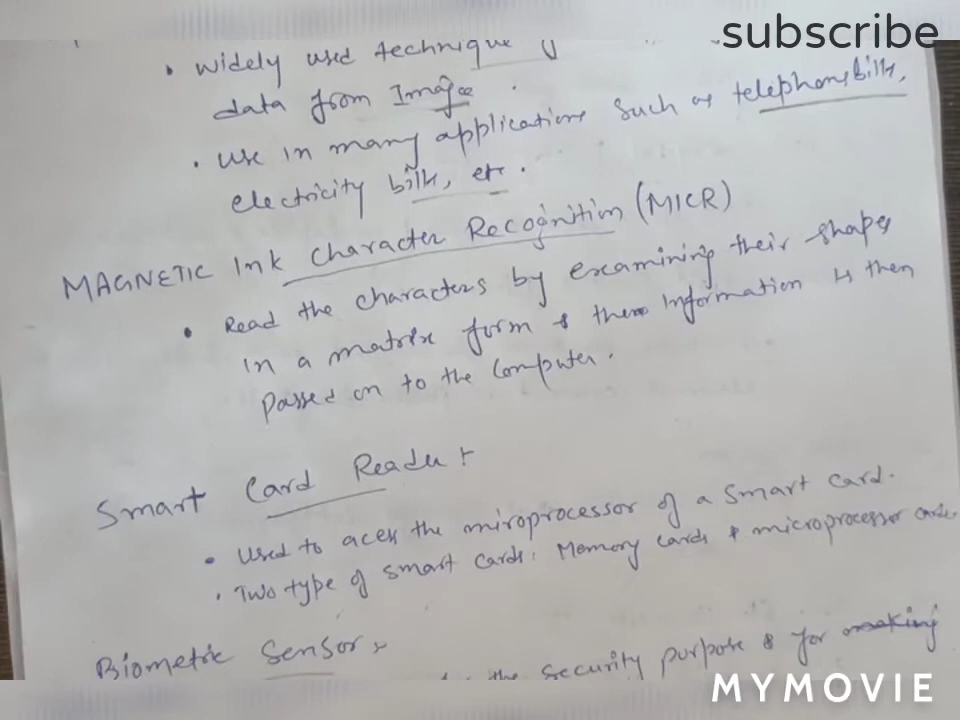 subscribe
• Widely used technique
data from Image.
• Use in many applications such as telephone bills,
electricity bills, etc.
MAGNETIC Ink Character Recognition (MICR)
• Read the characters by examining their shapes
in a matrix form & then information is then
passed on to the computer.
Smart Card Reader
• Used to acess the miroprocessor of a smart card.
• Two type of smart cards: Memory cards & microprocessor cards
Biometric Sensor
the security purpose & for making
MYMOVIE